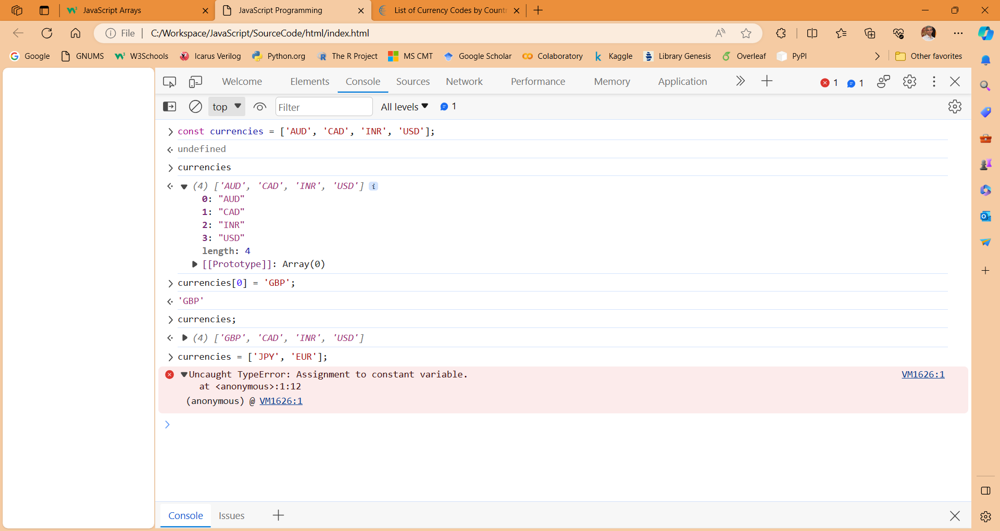 JavaScript Arrays
JavaScript Programming
List of Currency Codes by Countr
File
C:/Workspace/JavaScript/SourceCode/html/index.html
Google
GNUMS
W3Schools
Icarus Verilog
Python.org
The R Project
MS CMT
Google Scholar
Colaboratory
Kaggle
Library Genesis
Overleaf
PyPI
Other favorites
Welcome
Elements
Console
Sources
Network
Performance
Memory
Application
1
1
top
Filter
All levels
1
const currencies = ['AUD', 'CAD', 'INR', 'USD'];
undefined
currencies
(4) ['AUD', 'CAD', 'INR', 'USD'] i
0: "AUD"
1: "CAD"
2: "INR"
3: "USD"
length: 4
[[Prototype]]: Array(0)
currencies[0] = 'GBP';
'GBP'
currencies;
(4) ['GBP', 'CAD', 'INR', 'USD']
currencies = ['JPY', 'EUR'];
Uncaught TypeError: Assignment to constant variable. VM1626:1
at <anonymous>:1:12
(anonymous) @ VM1626:1
Console
Issues